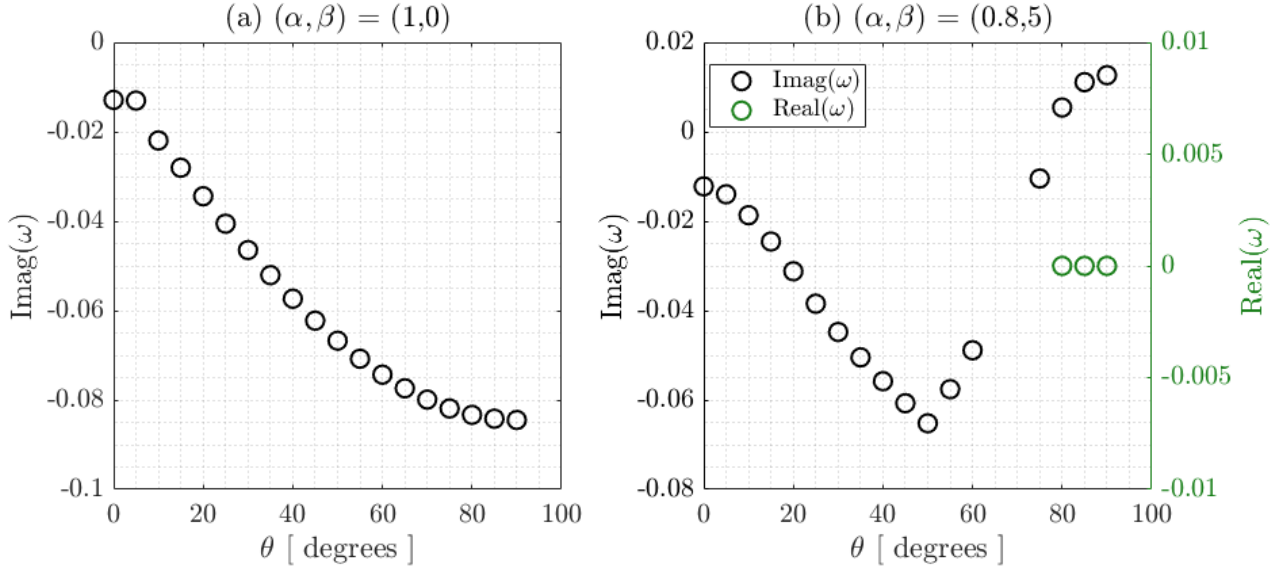 (a) (α, β) = (1,0)
0
-0.02
-0.04
-0.06
-0.08
-0.1
Imag(ω)
0 20 40 60 80 100
θ [ degrees ]
(b) (α, β) = (0.8,5)
0.02
0
-0.02
-0.04
-0.06
-0.08
Imag(ω)
Imag(ω)
Real(ω)
0.01
0.005
0
-0.005
-0.01
Real(ω)
0 20 40 60 80 100
θ [ degrees ]